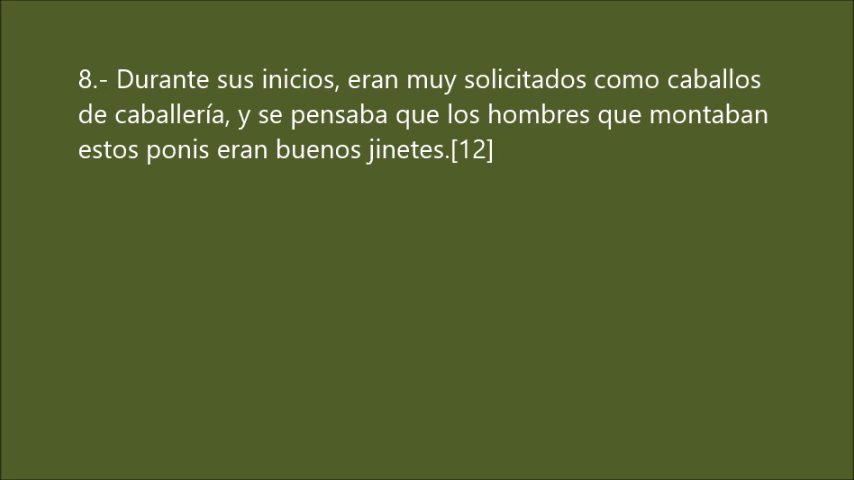 8.- Durante sus inicios, eran muy solicitados como caballos
de caballería, y se pensaba que los hombres que montaban
estos ponis eran buenos jinetes.[12]